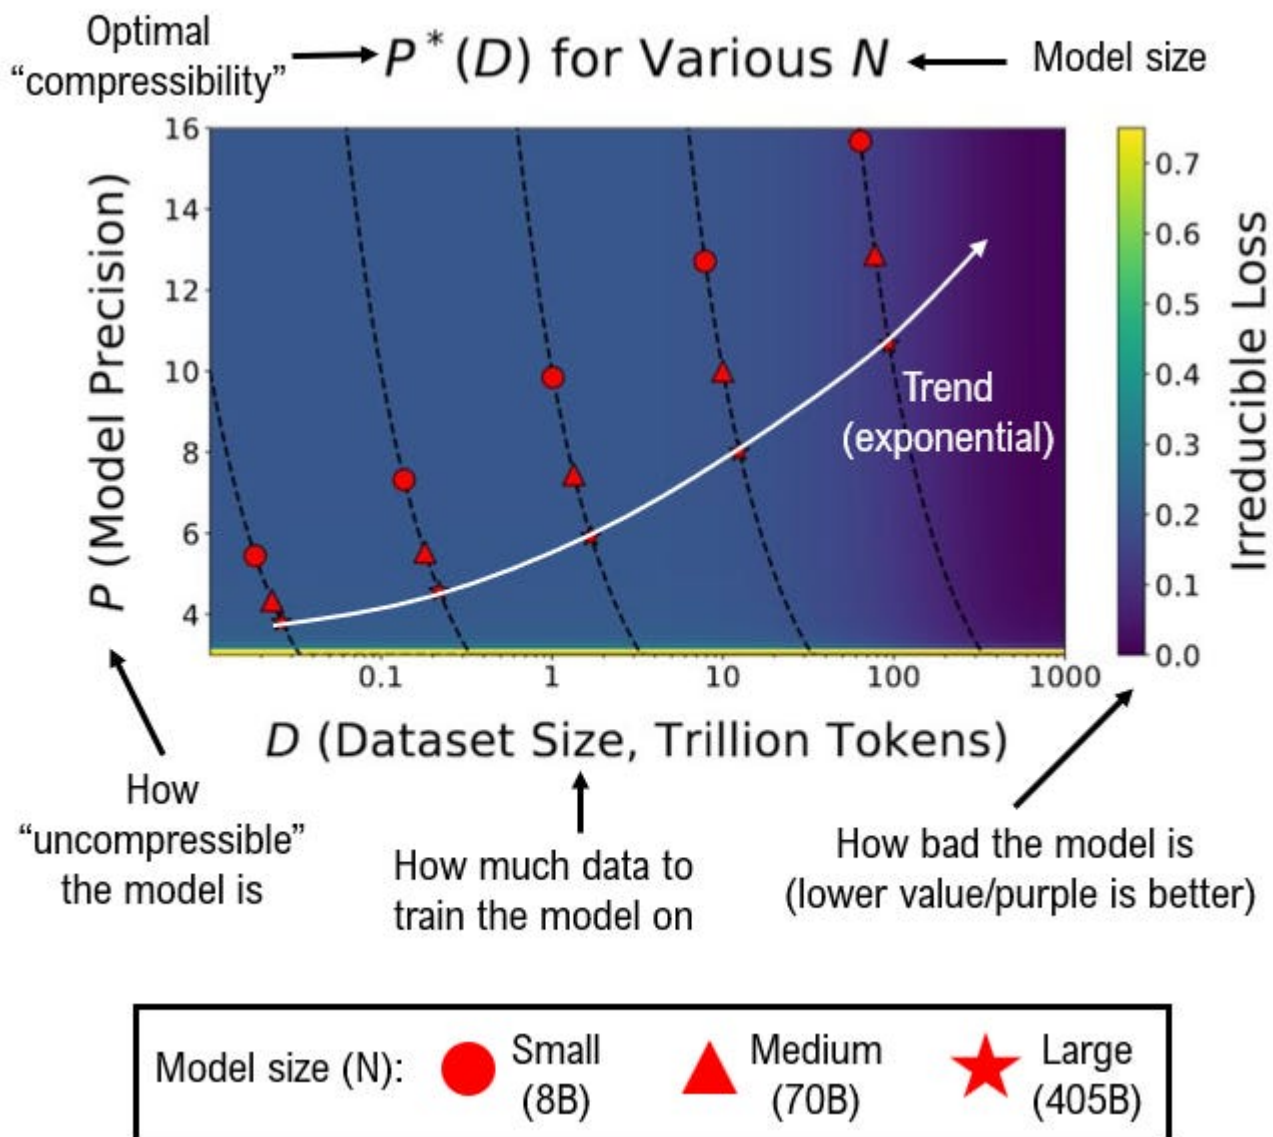 Optimal
“compressibility”
P*(D) for Various N
Model size
16
14
12
10
8
6
4
P (Model Precision)
Trend
(exponential)
0.7
0.6
0.5
0.4
0.3
0.2
0.1
0.0
Irreducible Loss
0.1
1
10
100
1000
D (Dataset Size, Trillion Tokens)
How
“uncompressible”
the model is
How much data to
train the model on
How bad the model is
(lower value/purple is better)
Model size (N):
Small
(8B)
Medium
(70B)
Large
(405B)